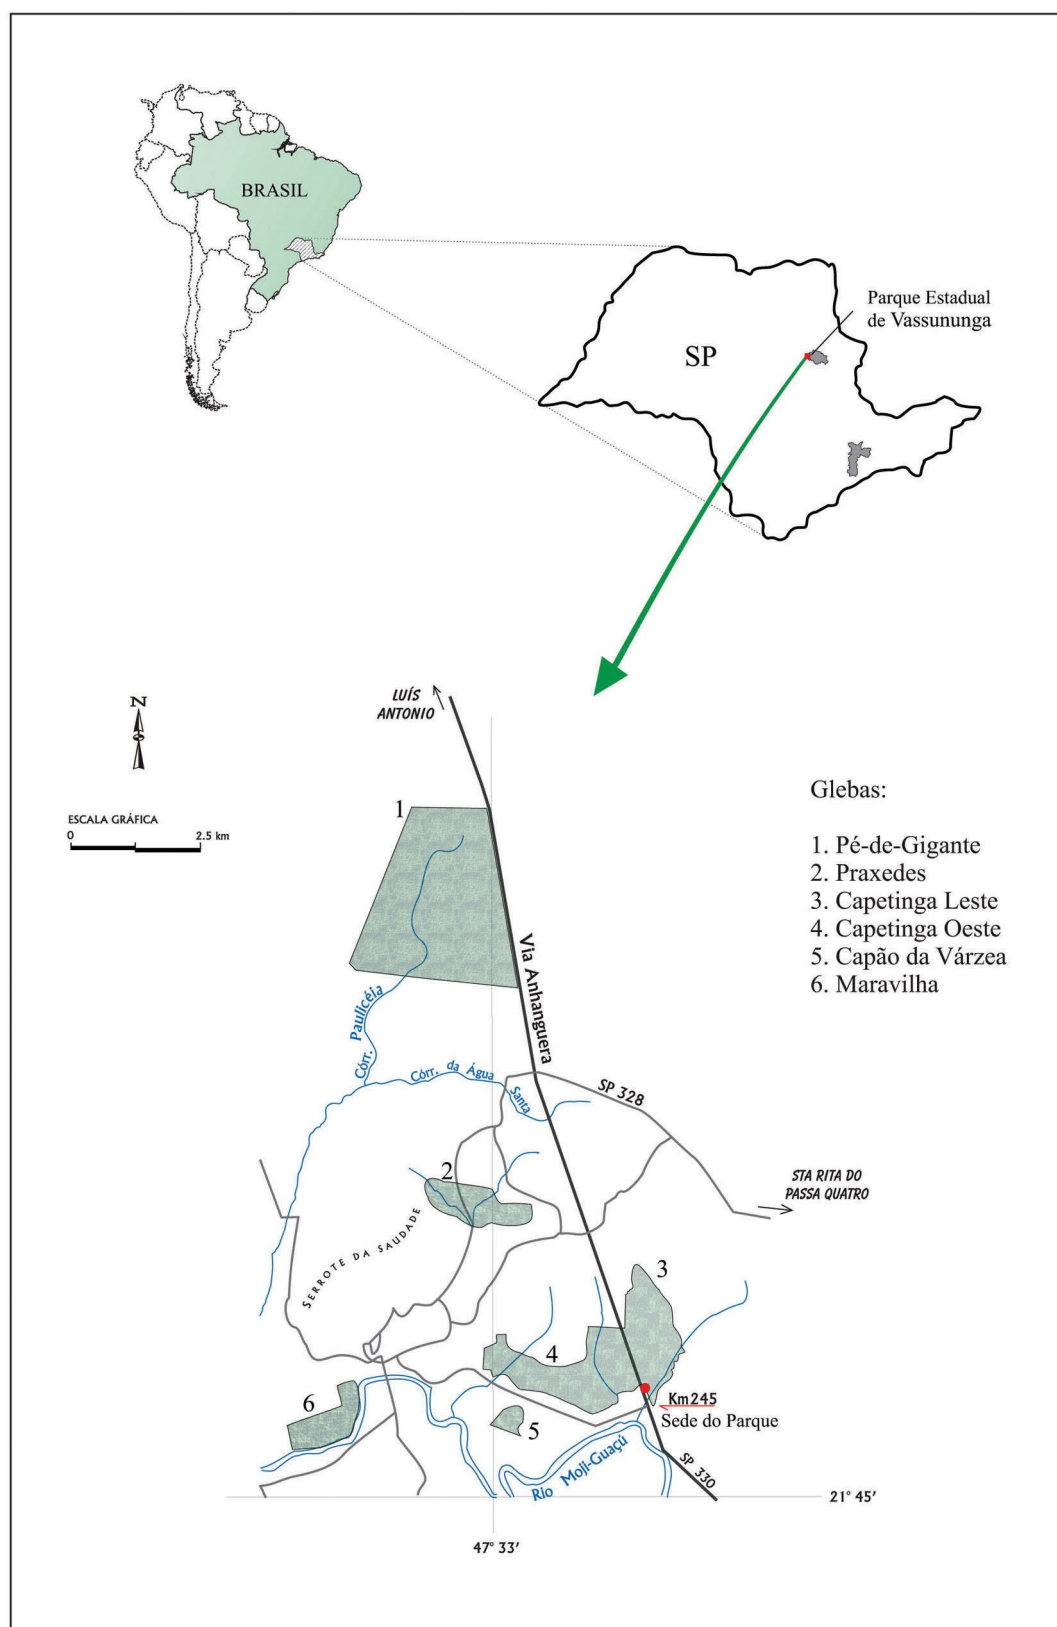 BRASIL
Parque Estadual
de Vassununga
SP
LUÍS
ANTONIO
N
ESCALA GRÁFICA
0 2.5 km
1
Glebas:
1. Pé-de-Gigante
2. Praxedes
3. Capetinga Leste
4. Capetinga Oeste
5. Capão da Várzea
6. Maravilha
Via Anhanguera
Córr. Paulicéia
Córr. da Água Santa
SP 328
STA RITA DO
PASSA QUATRO
2
SERROTE DA SAUDADE
3
4
Km 245
Sede do Parque
6
5
Rio Moji-Guaçú
SP 330
21° 45'
47° 33'